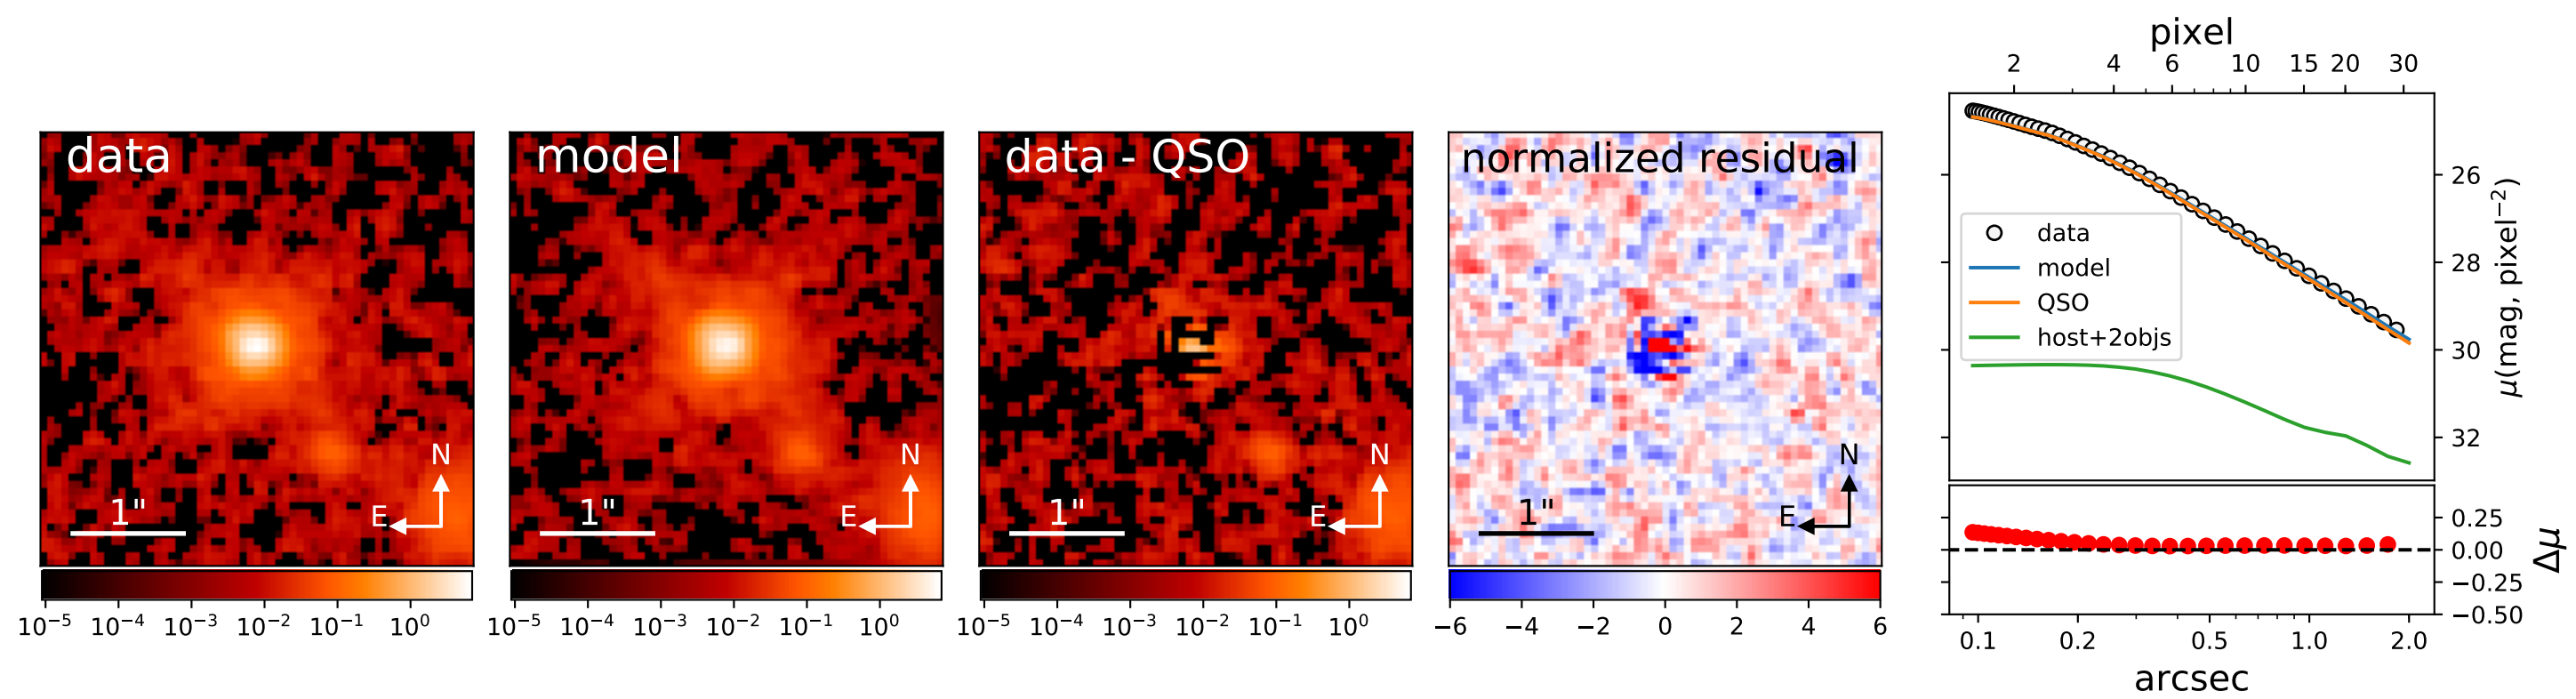 data
N
E
1"
10⁻⁵ 10⁻⁴ 10⁻³ 10⁻² 10⁻¹ 10⁰
model
N
E
1"
10⁻⁵ 10⁻⁴ 10⁻³ 10⁻² 10⁻¹ 10⁰
data - QSO
N
E
1"
10⁻⁵ 10⁻⁴ 10⁻³ 10⁻² 10⁻¹ 10⁰
normalized residual
N
E
1"
−6 −4 −2 0 2 4 6
pixel
2 4 6 10 15 20 30
data
model
QSO
host+2objs
26
28
30
32
μ(mag, pixel⁻²)
0.25
0.00
−0.25
−0.50
Δμ
0.1 0.2 0.5 1.0 2.0
arcsec